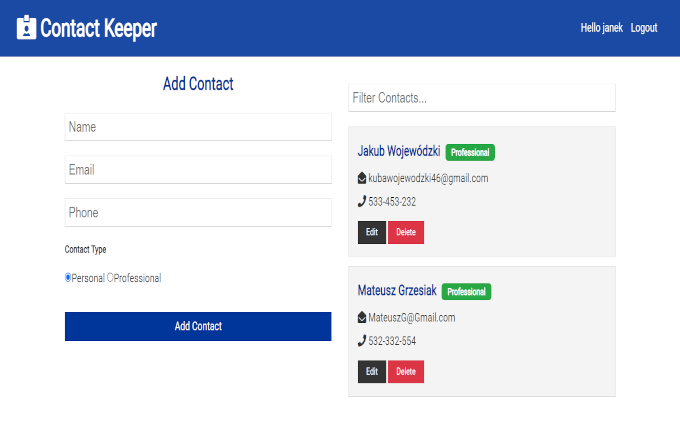 Contact Keeper
Hello janek Logout
Add Contact
Name
Email
Phone
Contact Type
Personal Professional
Add Contact
Filter Contacts...
Jakub Wojewódzki Professional
kubawojewodzki46@gmail.com
533-453-232
Edit Delete
Mateusz Grzesiak Professional
MateuszG@Gmail.com
532-332-554
Edit Delete